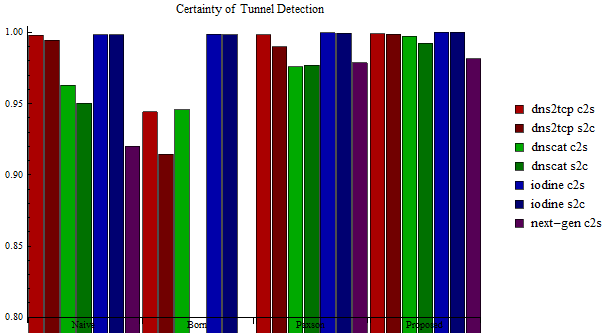 Certainty of Tunnel Detection
1.00
0.95
0.90
0.85
0.80
dns2tcp c2s
dns2tcp s2c
dnscat c2s
dnscat s2c
iodine c2s
iodine s2c
next-gen c2s